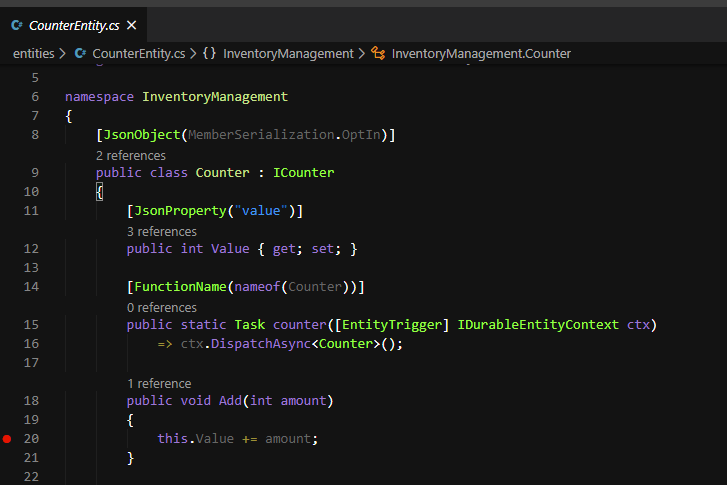 C# CounterEntity.cs ×
entities > C# CounterEntity.cs > {} InventoryManagement > InventoryManagement.Counter
5
6 namespace InventoryManagement
7 {
8 [JsonObject(MemberSerialization.OptIn)]
2 references
9 public class Counter : ICounter
10 {
11 [JsonProperty("value")]
3 references
12 public int Value { get; set; }
13
14 [FunctionName(nameof(Counter))]
0 references
15 public static Task counter([EntityTrigger] IDurableEntityContext ctx)
16 => ctx.DispatchAsync<Counter>();
17
1 reference
18 public void Add(int amount)
19 {
20 this.Value += amount;
21 }
22